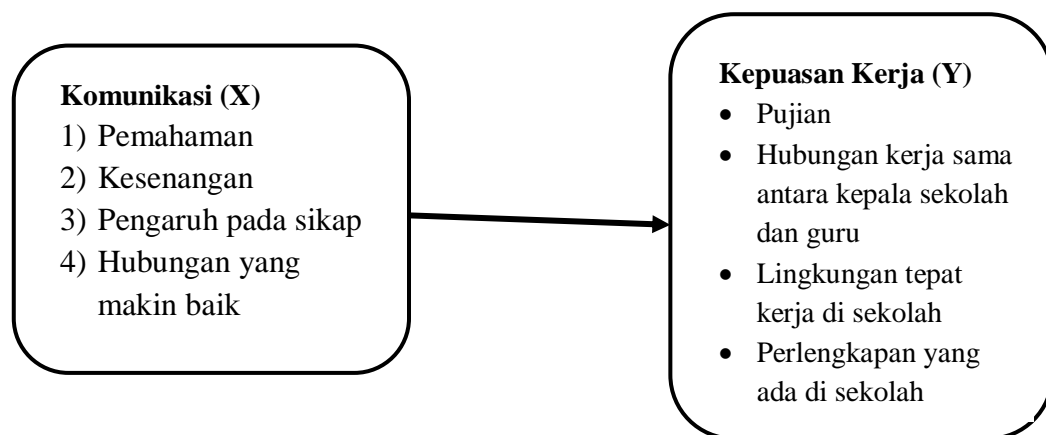 Komunikasi (X)
1) Pemahaman
2) Kesenangan
3) Pengaruh pada sikap
4) Hubungan yang
makin baik
Kepuasan Kerja (Y)
• Pujian
• Hubungan kerja sama
antara kepala sekolah
dan guru
• Lingkungan tepat
kerja di sekolah
• Perlengkapan yang
ada di sekolah